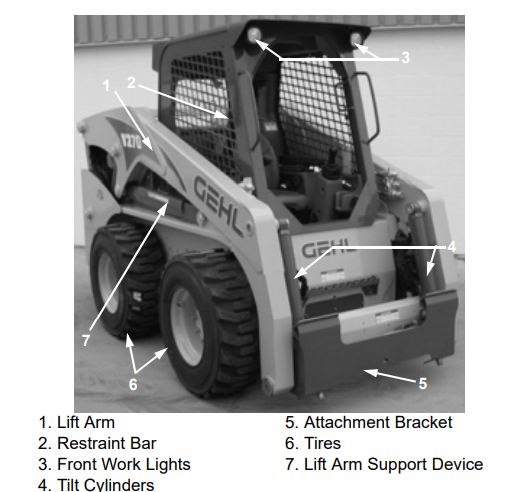 3
1
2
V270
GEHL
GEHL
4
7
6
5
1. Lift Arm
2. Restraint Bar
3. Front Work Lights
4. Tilt Cylinders
5. Attachment Bracket
6. Tires
7. Lift Arm Support Device